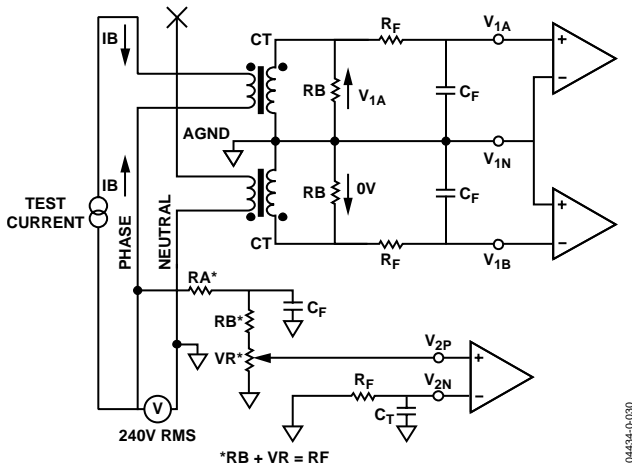 IB
CT
RF
V1A
RB
V1A
CF
AGND
V1N
IB
TEST
CURRENT
PHASE
NEUTRAL
RB
0V
CF
CT
RF
V1B
RA*
CF
RB*
VR*
V2P
RF
V2N
CT
V
240V RMS
*RB + VR = RF
04434-0-030